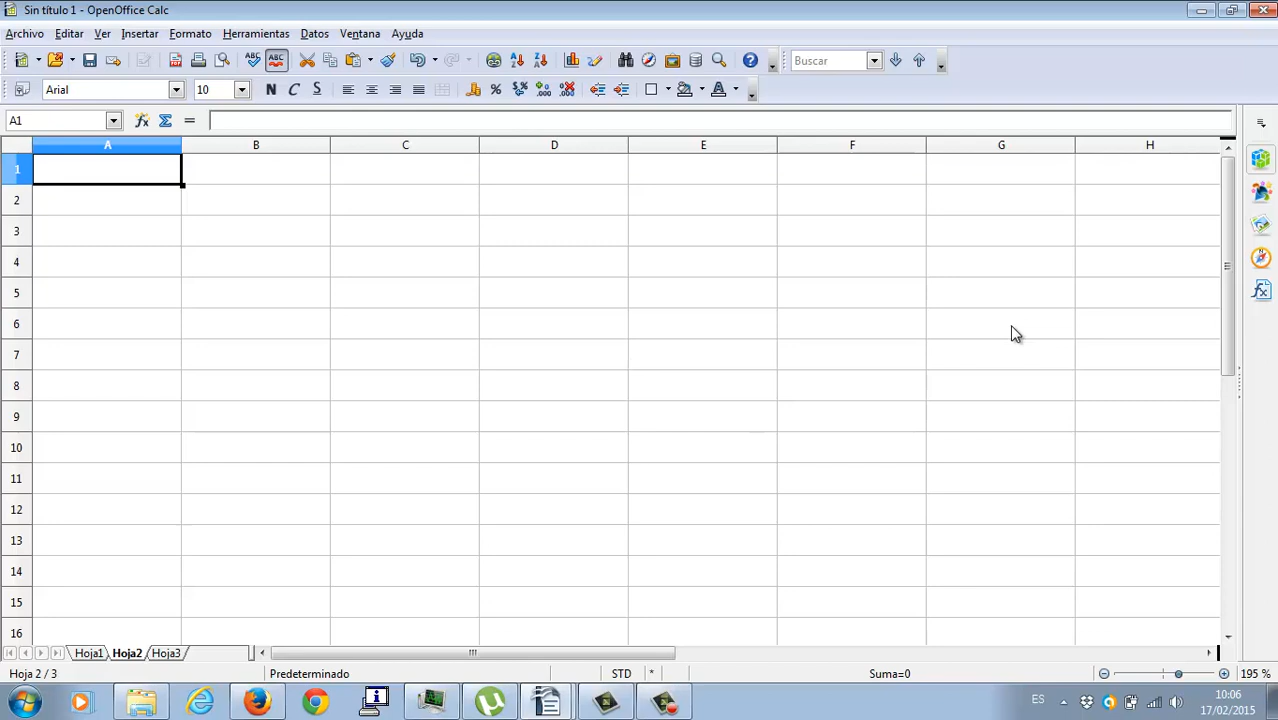 Sin título 1 - OpenOffice Calc
Archivo Editar Ver Insertar Formato Herramientas Datos Ventana Ayuda
ABC ABC Buscar
Arial 10 N C S
A1
A B C D E F G H
1
2
3
4
5
6
7
8
9
10
11
12
13
14
15
16
Hoja1 Hoja2 Hoja3
Hoja 2 / 3 Predeterminado STD * Suma=0 195 %
ES 10:06
17/02/2015